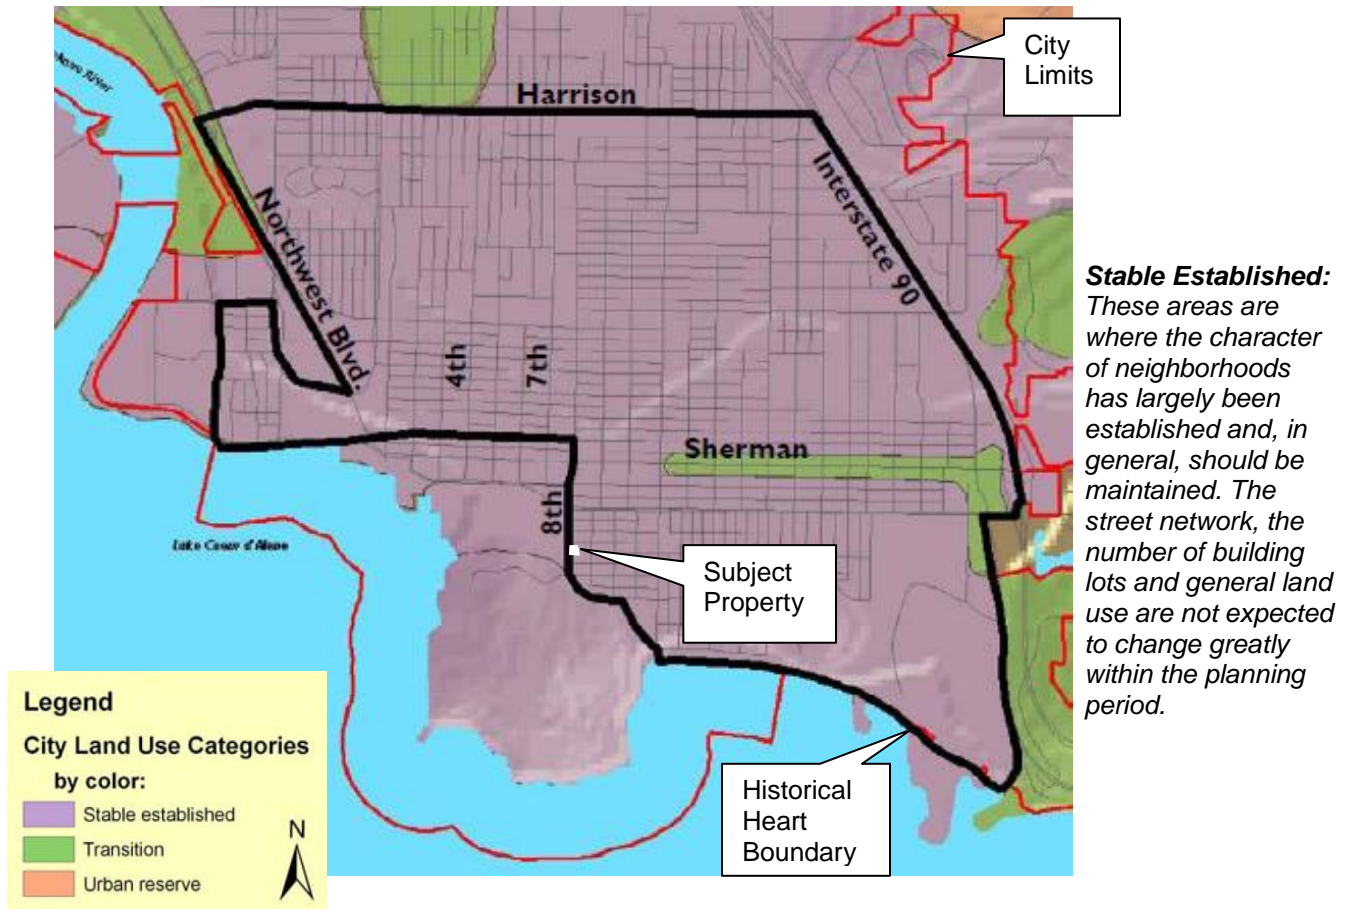 City
Limits
okane River
Harrison
Interstate 90
Northwest Blvd.
4th
7th
Sherman
8th
Lake Coeur d'Alene
Subject
Property
Historical
Heart
Boundary
Stable Established:
These areas are
where the character
of neighborhoods
has largely been
established and, in
general, should be
maintained. The
street network, the
number of building
lots and general land
use are not expected
to change greatly
within the planning
period.
Legend
City Land Use Categories
by color:
Stable established
Transition
Urban reserve
N